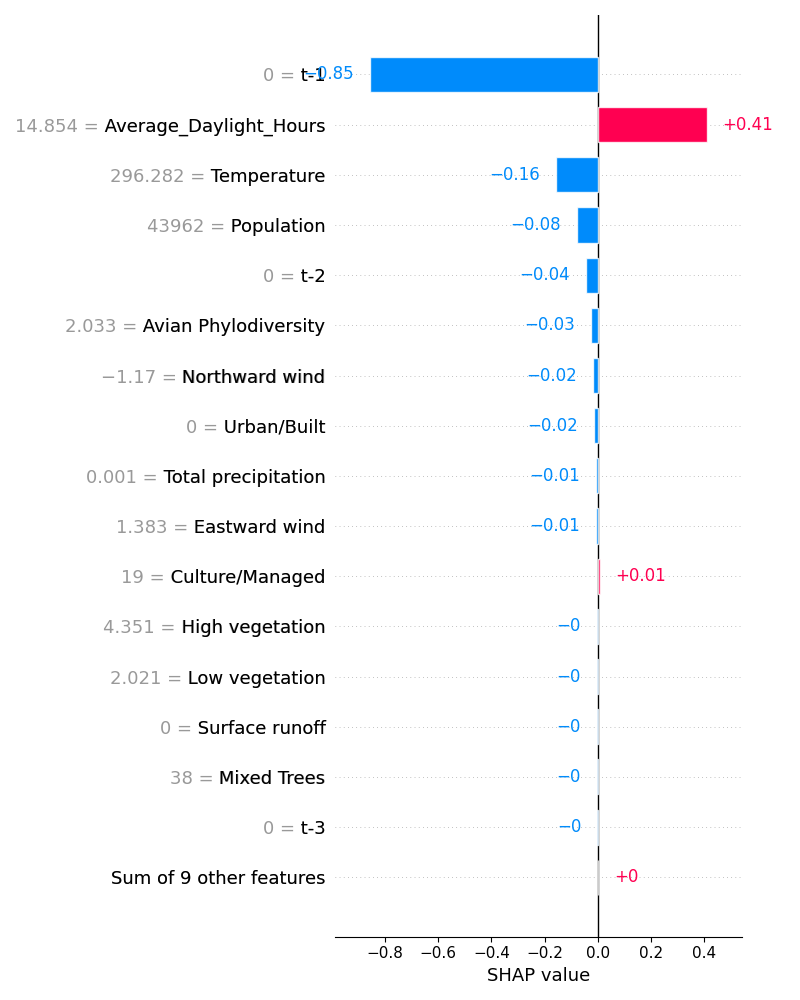 0 = t-1 −0.85
14.854 = Average_Daylight_Hours +0.41
296.282 = Temperature −0.16
43962 = Population −0.08
0 = t-2 −0.04
2.033 = Avian Phylodiversity −0.03
−1.17 = Northward wind −0.02
0 = Urban/Built −0.02
0.001 = Total precipitation −0.01
1.383 = Eastward wind −0.01
19 = Culture/Managed +0.01
4.351 = High vegetation −0
2.021 = Low vegetation −0
0 = Surface runoff −0
38 = Mixed Trees −0
0 = t-3 −0
Sum of 9 other features +0
−0.8 −0.6 −0.4 −0.2 0.0 0.2 0.4
SHAP value